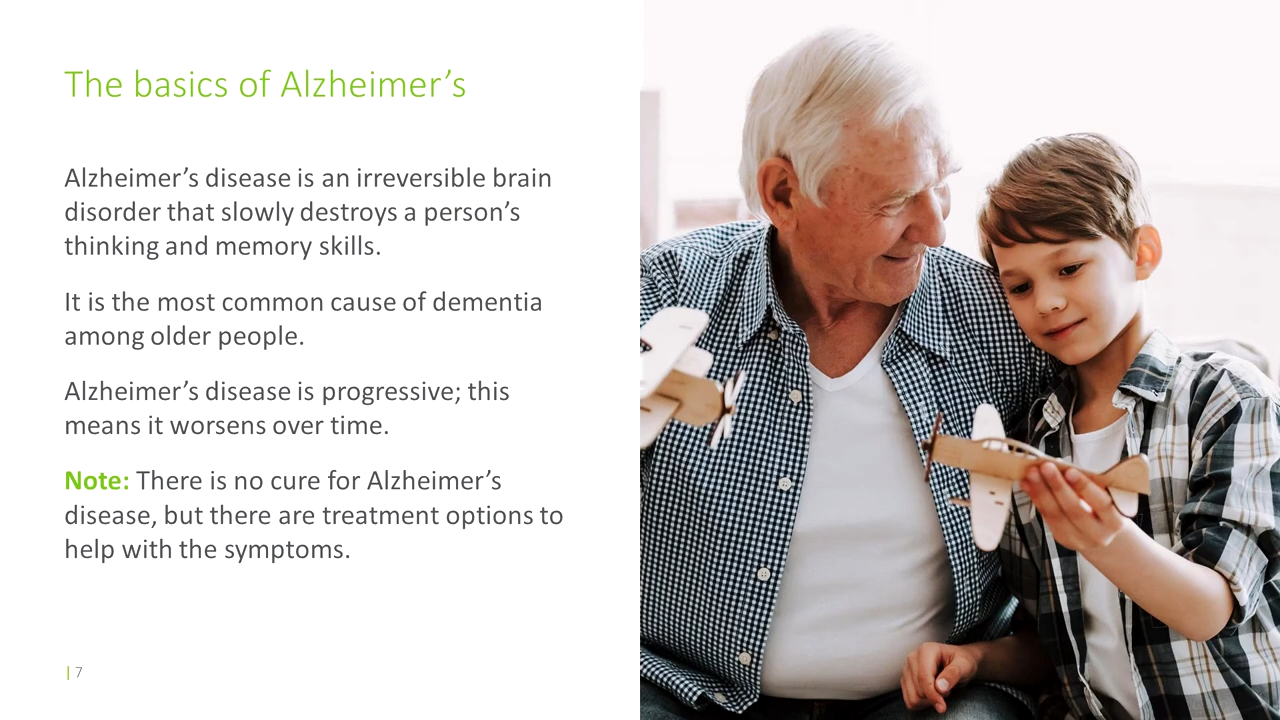 The basics of Alzheimer’s
Alzheimer’s disease is an irreversible brain
disorder that slowly destroys a person’s
thinking and memory skills.
It is the most common cause of dementia
among older people.
Alzheimer’s disease is progressive; this
means it worsens over time.
Note: There is no cure for Alzheimer’s
disease, but there are treatment options to
help with the symptoms.
| 7